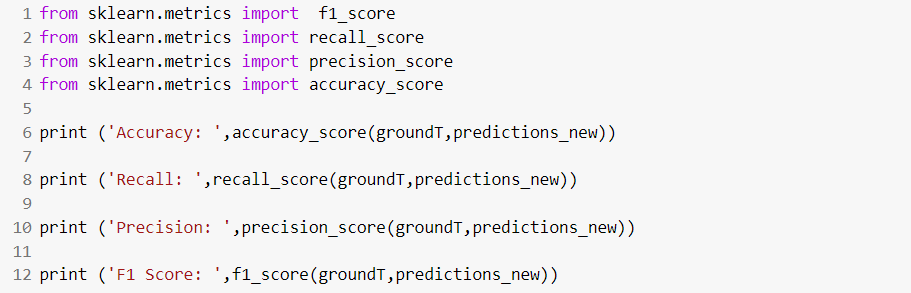 1 from sklearn.metrics import  f1_score
2 from sklearn.metrics import recall_score
3 from sklearn.metrics import precision_score
4 from sklearn.metrics import accuracy_score
5
6 print ('Accuracy: ',accuracy_score(groundT,predictions_new))
7
8 print ('Recall: ',recall_score(groundT,predictions_new))
9
10 print ('Precision: ',precision_score(groundT,predictions_new))
11
12 print ('F1 Score: ',f1_score(groundT,predictions_new))